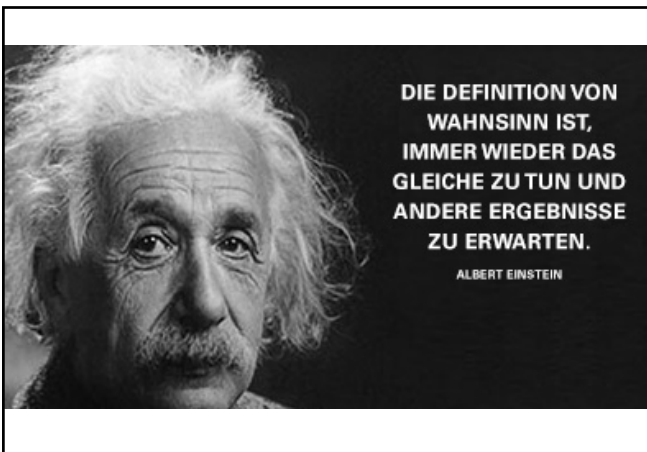 DIE DEFINITION VON
WAHNSINN IST,
IMMER WIEDER DAS
GLEICHE ZU TUN UND
ANDERE ERGEBNISSE
ZU ERWARTEN.
ALBERT EINSTEIN